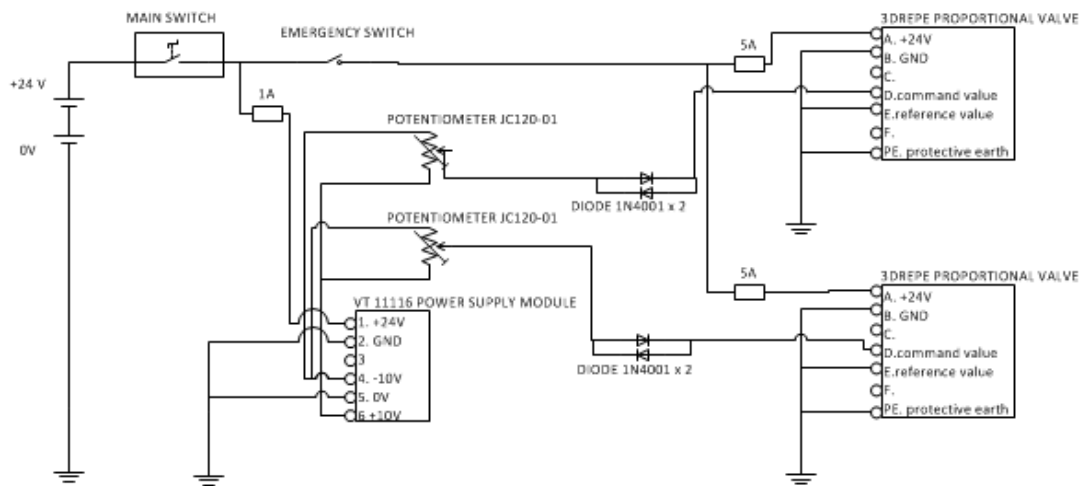 MAIN SWITCH
EMERGENCY SWITCH
+24 V
0V
1A
5A
3DREPE PROPORTIONAL VALVE
A. +24V
B. GND
C.
D.command value
E.reference value
F.
PE. protective earth
POTENTIOMETER JC120-01
DIODE 1N4001 x 2
POTENTIOMETER JC120-01
5A
3DREPE PROPORTIONAL VALVE
A. +24V
B. GND
C.
D.command value
E.reference value
F.
PE. protective earth
VT 11116 POWER SUPPLY MODULE
1. +24V
2. GND
3
4. -10V
5. 0V
6 +10V
DIODE 1N4001 x 2